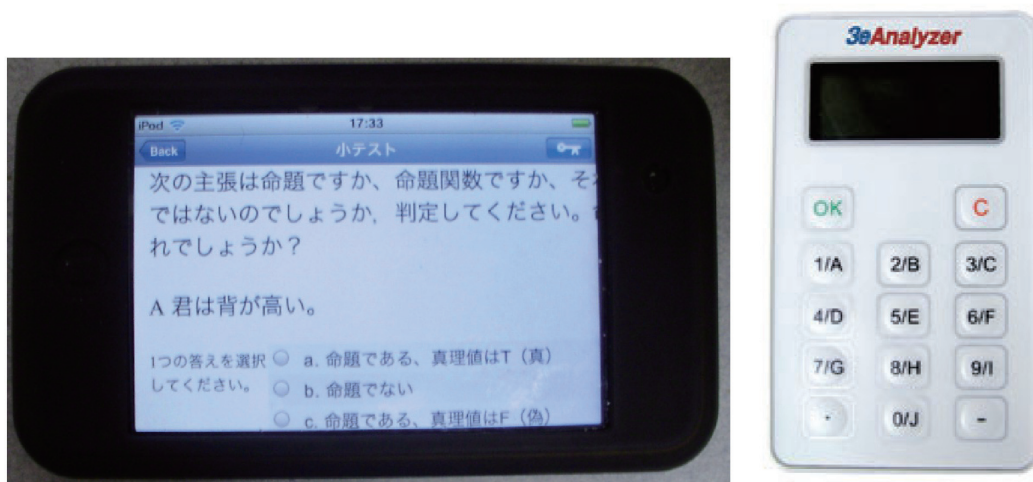 iPod 17:33
Back 小テスト
次の主張は命題ですか、命題関数ですか、そ
ではないのでしょうか，判定してください。
れでしょうか？
A 君は背が高い。
1つの答えを選択
してください。
a. 命題である、真理値はT（真）
b. 命題でない
c. 命題である、真理値はF（偽）
3eAnalyzer
OK C
1/A 2/B 3/C
4/D 5/E 6/F
7/G 8/H 9/I
· 0/J –